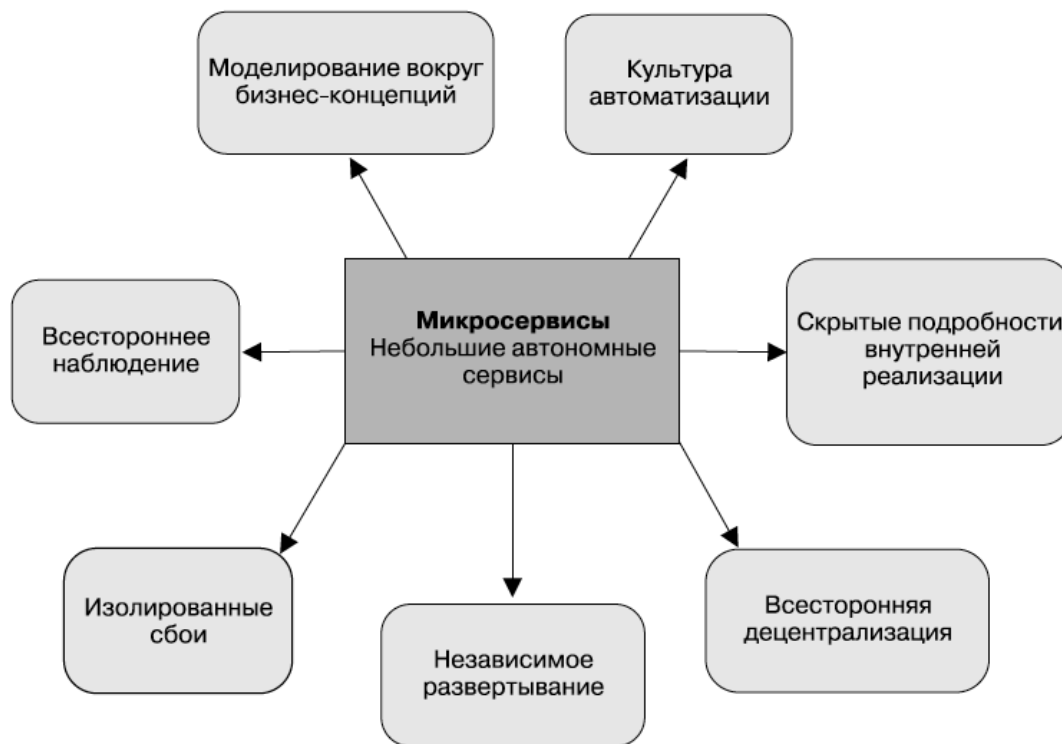 Моделирование вокруг
бизнес-концепций
Культура
автоматизации
Всестороннее
наблюдение
Микросервисы
Небольшие автономные
сервисы
Скрытые подробности
внутренней
реализации
Изолированные
сбои
Независимое
развертывание
Всесторонняя
децентрализация